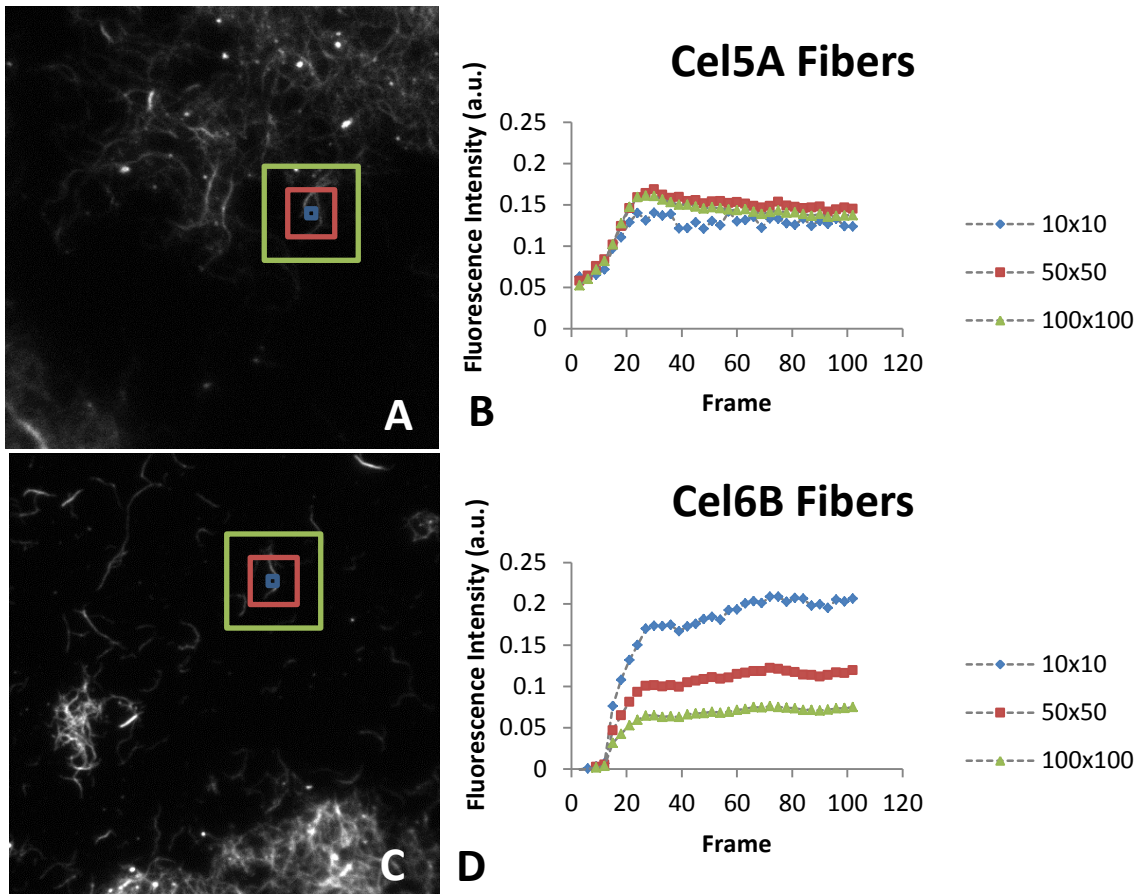 A
B
Cel5A Fibers
Fluorescence Intensity (a.u.)
0.25
0.2
0.15
0.1
0.05
0
0 20 40 60 80 100 120
Frame
10x10
50x50
100x100
C
D
Cel6B Fibers
Fluorescence Intensity (a.u.)
0.25
0.2
0.15
0.1
0.05
0
0 20 40 60 80 100 120
Frame
10x10
50x50
100x100